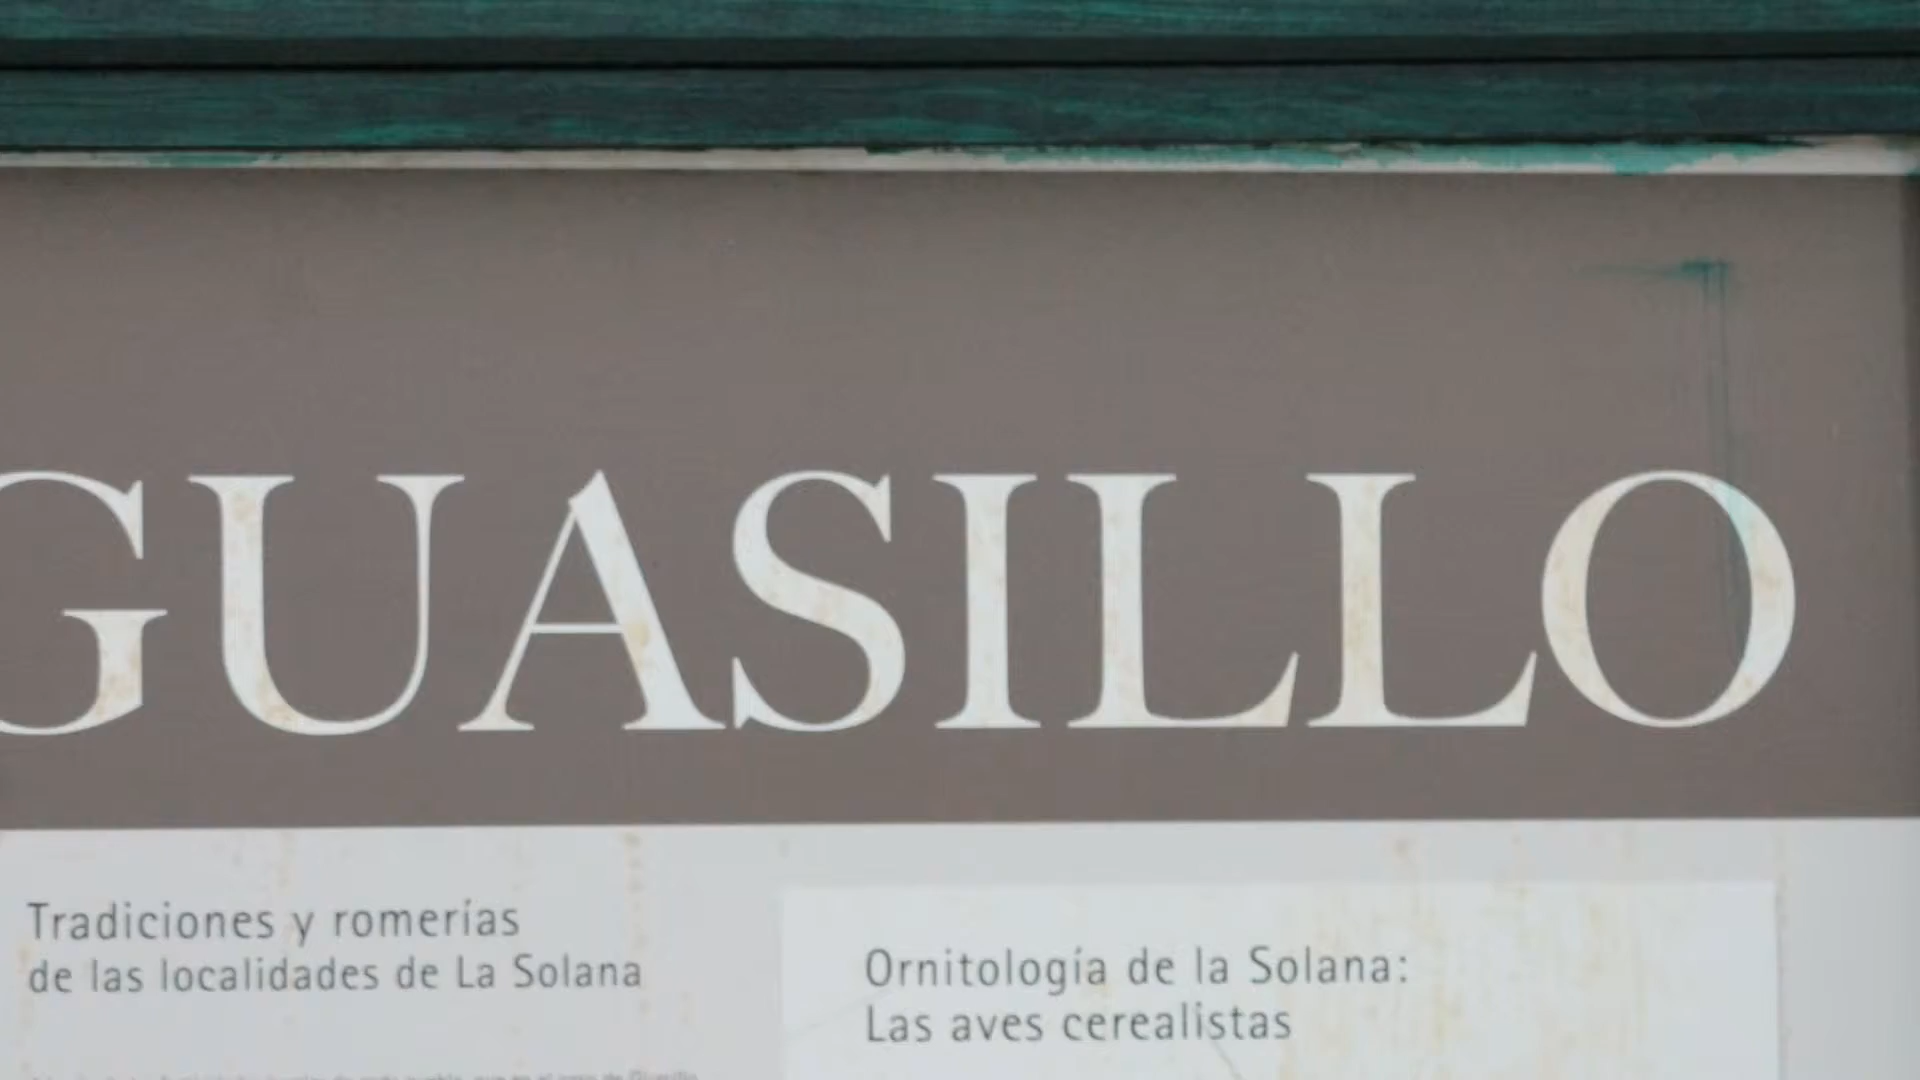 GUASILLO
Tradiciones y romerías
de las localidades de La Solana
Ornitología de la Solana:
Las aves cerealistas